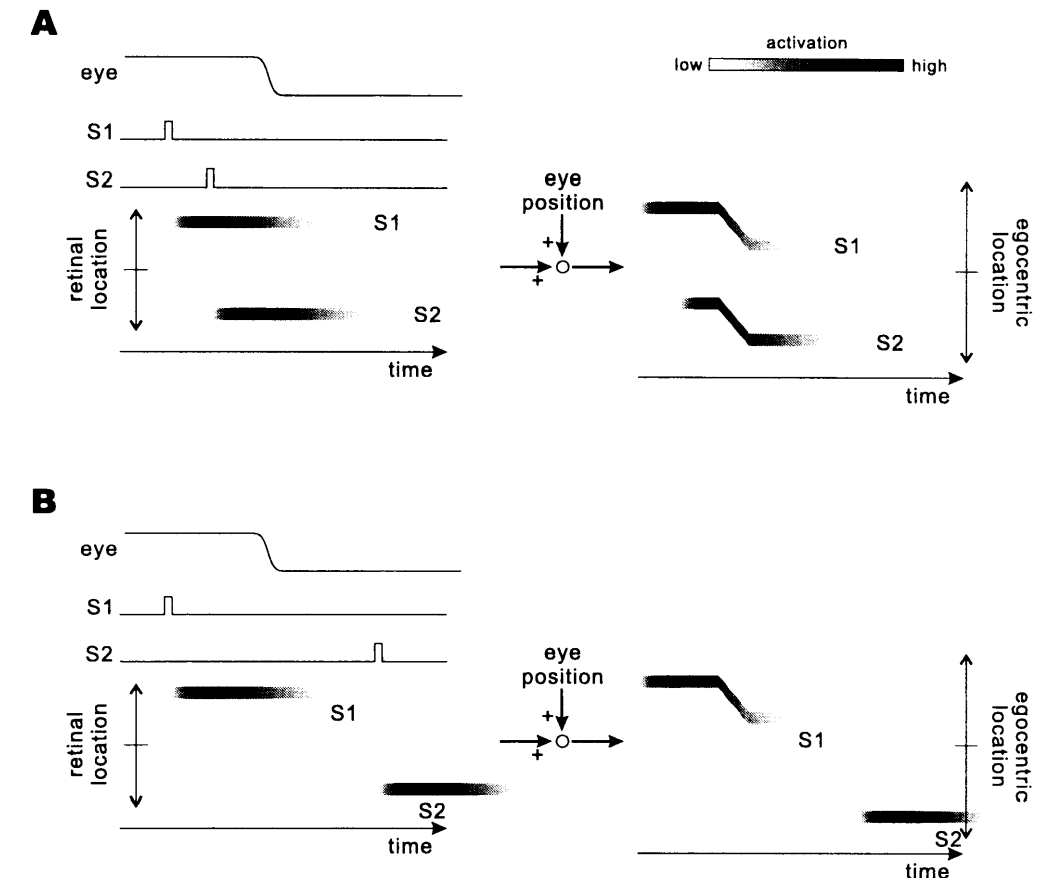 A
eye
S1
S2
retinal
location
S1
S2
time
activation
low
high
eye
position
+
+
S1
S2
egocentric
location
time
B
eye
S1
S2
retinal
location
S1
S2
time
eye
position
+
+
S1
S2
egocentric
location
time